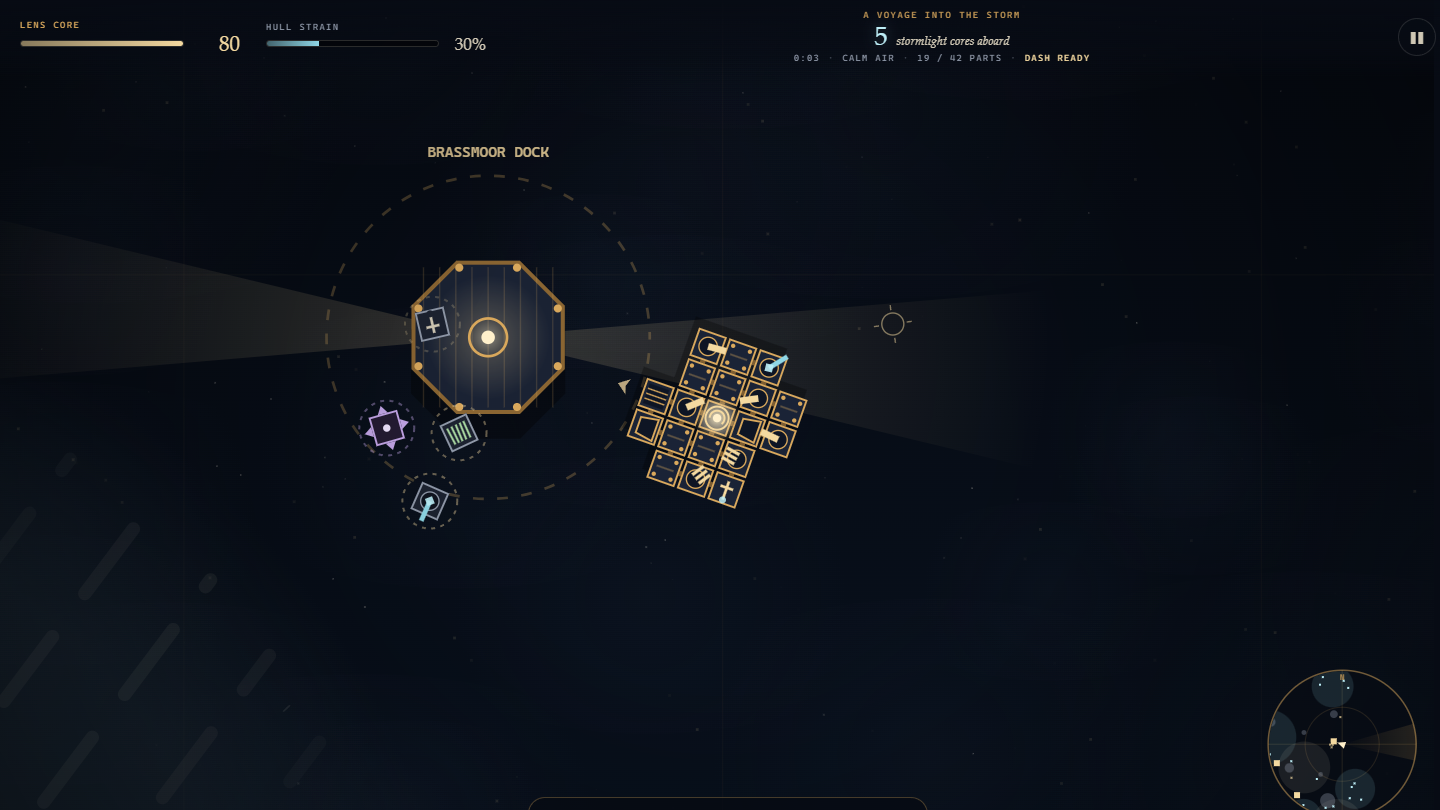 LENS CORE
80
HULL STRAIN
30%
A VOYAGE INTO THE STORM
5 stormlight cores aboard
0:03 · CALM AIR · 19 / 42 PARTS · DASH READY
BRASSMOOR DOCK
N